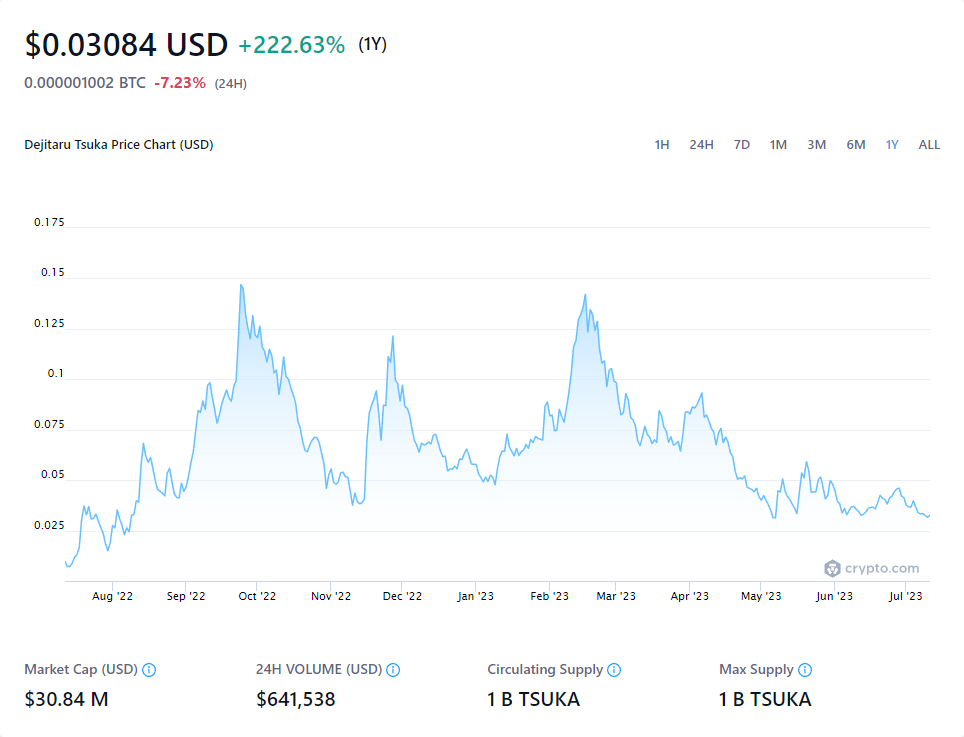 $0.03084 USD +222.63% (1Y)
0.000001002 BTC -7.23% (24H)
Dejitaru Tsuka Price Chart (USD) 1H 24H 7D 1M 3M 6M 1Y ALL
0.175
0.15
0.125
0.1
0.075
0.05
0.025
crypto.com
Aug '22 Sep '22 Oct '22 Nov '22 Dec '22 Jan '23 Feb '23 Mar '23 Apr '23 May '23 Jun '23 Jul '23
Market Cap (USD) 24H VOLUME (USD) Circulating Supply Max Supply
$30.84 M $641,538 1 B TSUKA 1 B TSUKA